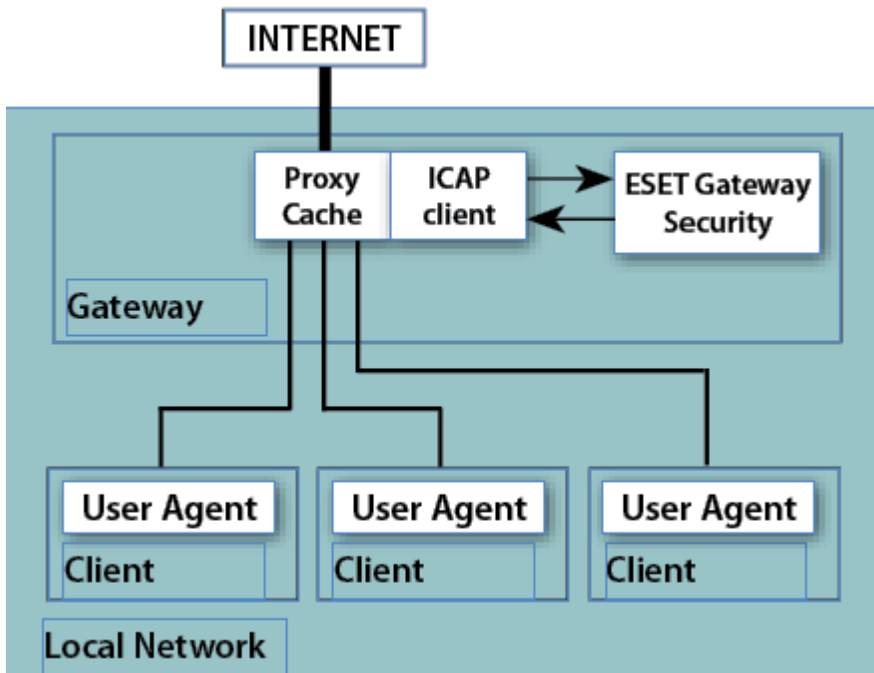 INTERNET
Proxy
Cache
ICAP
client
ESET Gateway
Security
Gateway
User Agent
Client
User Agent
Client
User Agent
Client
Local Network